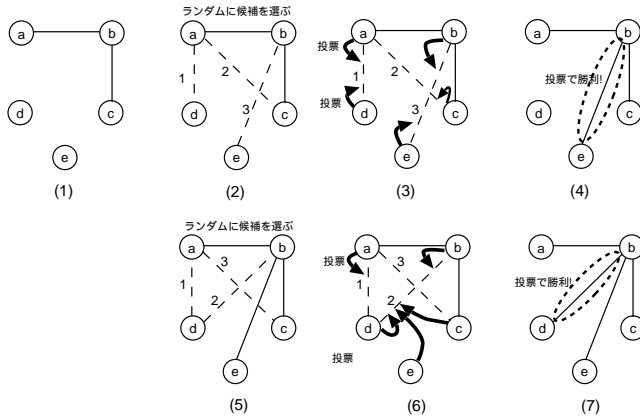 ランダムに候補を選ぶ
a b
d c
e
(1)
a b
1 2
3
d c
e
(2)
投票 a b
1 2
投票 3
d c
e
(3)
a b
投票で勝利!
d c
e
(4)
ランダムに候補を選ぶ
a b
3
1
2
d c
e
(5)
a b
投票 3
1
2
d c
投票 e
(6)
a b
投票で勝利!
d c
e
(7)